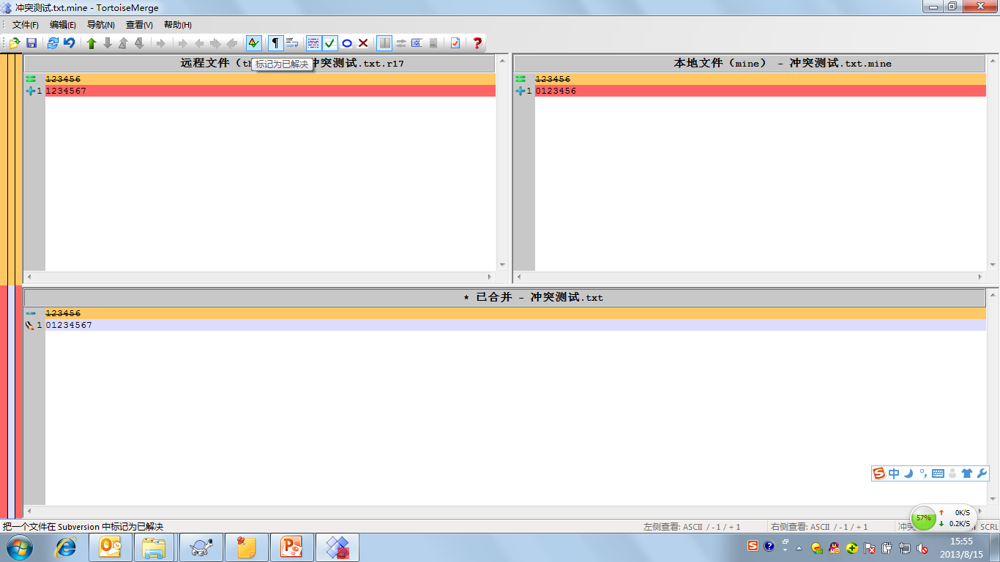 冲突测试.txt.mine - TortoiseMerge
文件(F) 编辑(E) 导航(N) 查看(V) 帮助(H)
远程文件（th
标记为已解决
冲突测试.txt.r17
本地文件（mine） - 冲突测试.txt.mine
123456
1 1234567
123456
1 0123456
* 已合并 - 冲突测试.txt
123456
1 01234567
中
57%
0K/S
0.2K/S
把一个文件在 Subversion 中标记为已解决
左侧查看: ASCII / - 1 / + 1
右侧查看: ASCII / - 1 / + 1
冲突
SCRL
15:55
2013/8/15